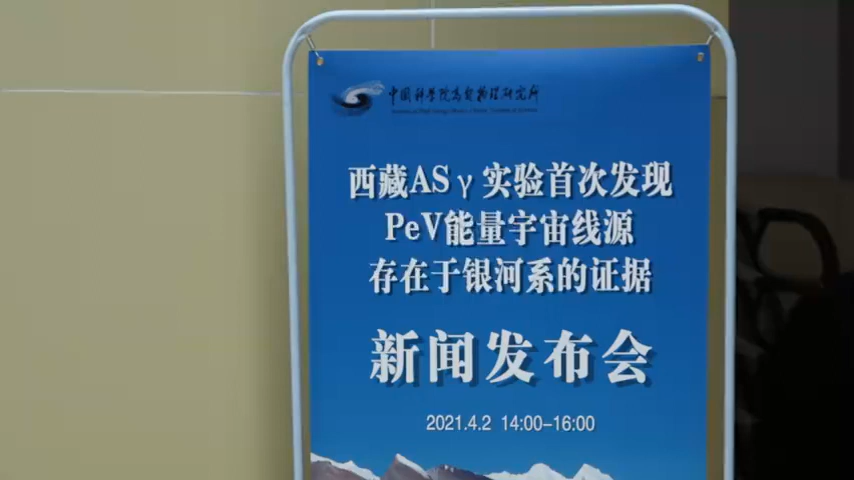 中国科学院高能物理研究所
西藏ASγ实验首次发现
PeV能量宇宙线源
存在于银河系的证据
新闻发布会
2021.4.2 14:00-16:00